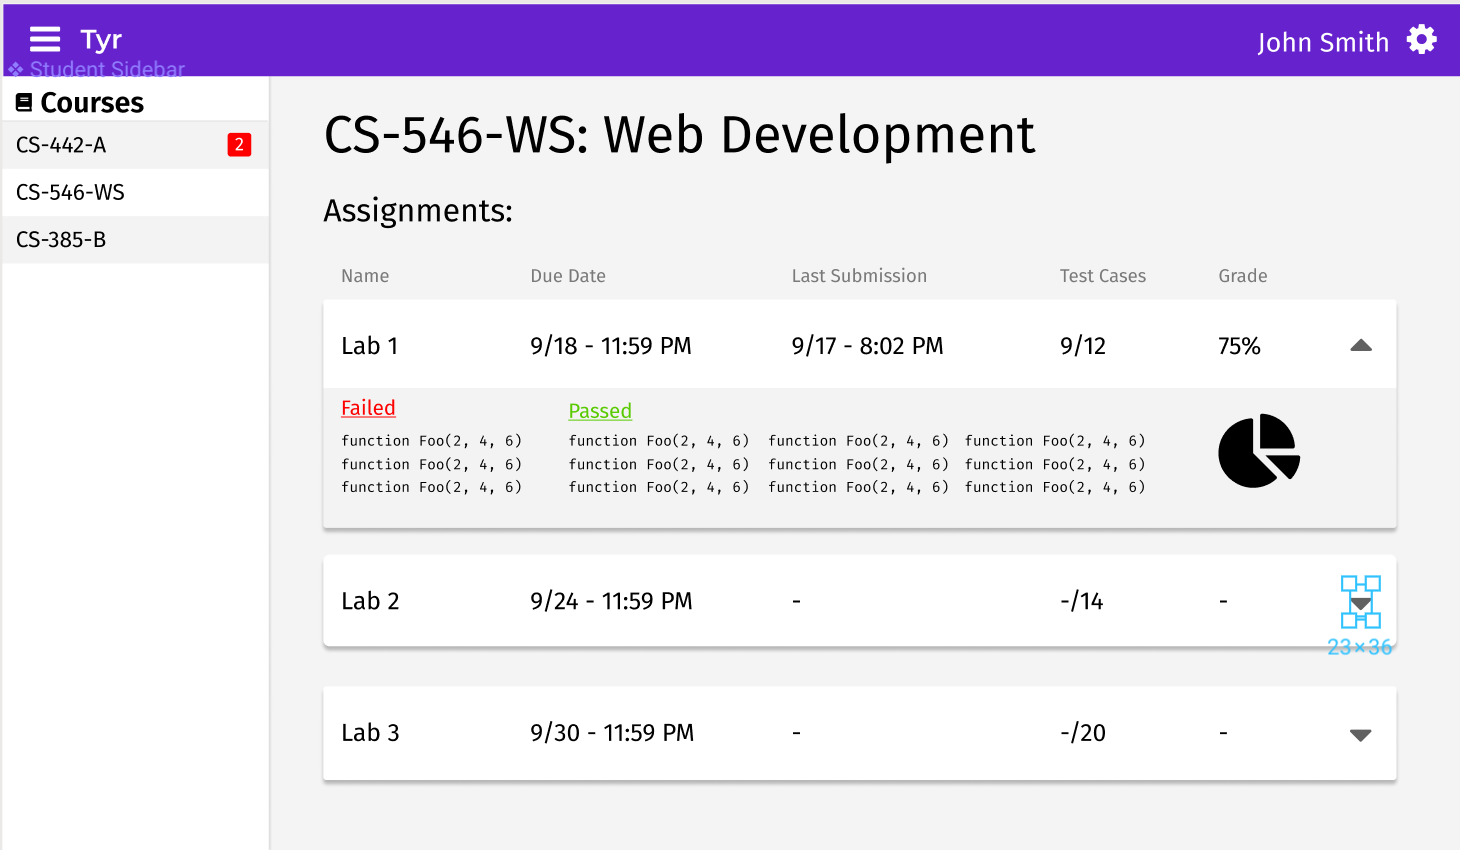 Tyr
John Smith
Student Sidebar
Courses
CS-442-A 2
CS-546-WS
CS-385-B
CS-546-WS: Web Development
Assignments:
Name Due Date Last Submission Test Cases Grade
Lab 1 9/18 - 11:59 PM 9/17 - 8:02 PM 9/12 75%
Failed Passed
function Foo(2, 4, 6) function Foo(2, 4, 6) function Foo(2, 4, 6) function Foo(2, 4, 6)
function Foo(2, 4, 6) function Foo(2, 4, 6) function Foo(2, 4, 6) function Foo(2, 4, 6)
function Foo(2, 4, 6) function Foo(2, 4, 6) function Foo(2, 4, 6) function Foo(2, 4, 6)
Lab 2 9/24 - 11:59 PM - -/14 -
23×36
Lab 3 9/30 - 11:59 PM - -/20 -